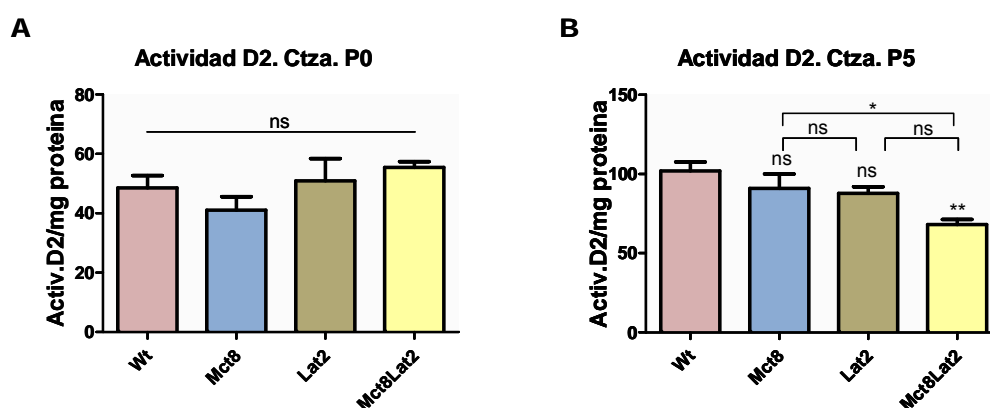 A
Actividad D2. Ctza. P0
Activ.D2/mg proteina
80
60
40
20
0
ns
Wt
Mct8
Lat2
Mct8Lat2
B
Actividad D2. Ctza. P5
Activ.D2/mg proteina
150
100
50
0
*
ns
ns
ns
ns
**
Wt
Mct8
Lat2
Mct8Lat2